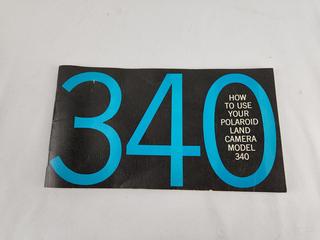 340
HOW
TO USE
YOUR
POLAROID
LAND
CAMERA
MODEL
340